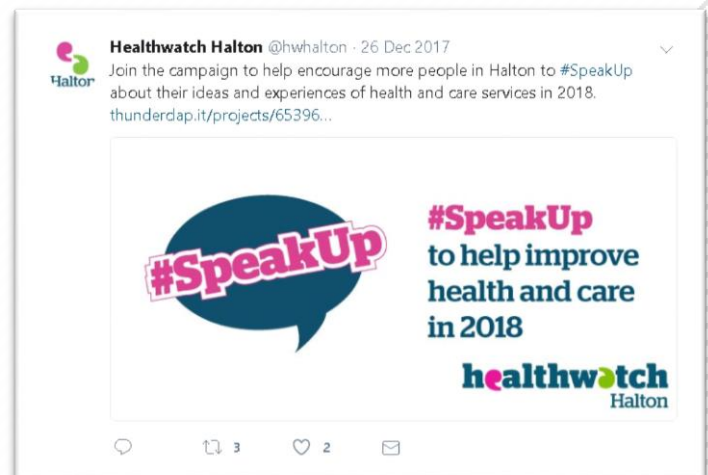 Healthwatch Halton @hwhalton · 26 Dec 2017
Halton
Join the campaign to help encourage more people in Halton to #SpeakUp
about their ideas and experiences of health and care services in 2018.
thunderclap.it/projects/65396...
#SpeakUp
#SpeakUp
to help improve
health and care
in 2018
healthwatch
Halton
3
2